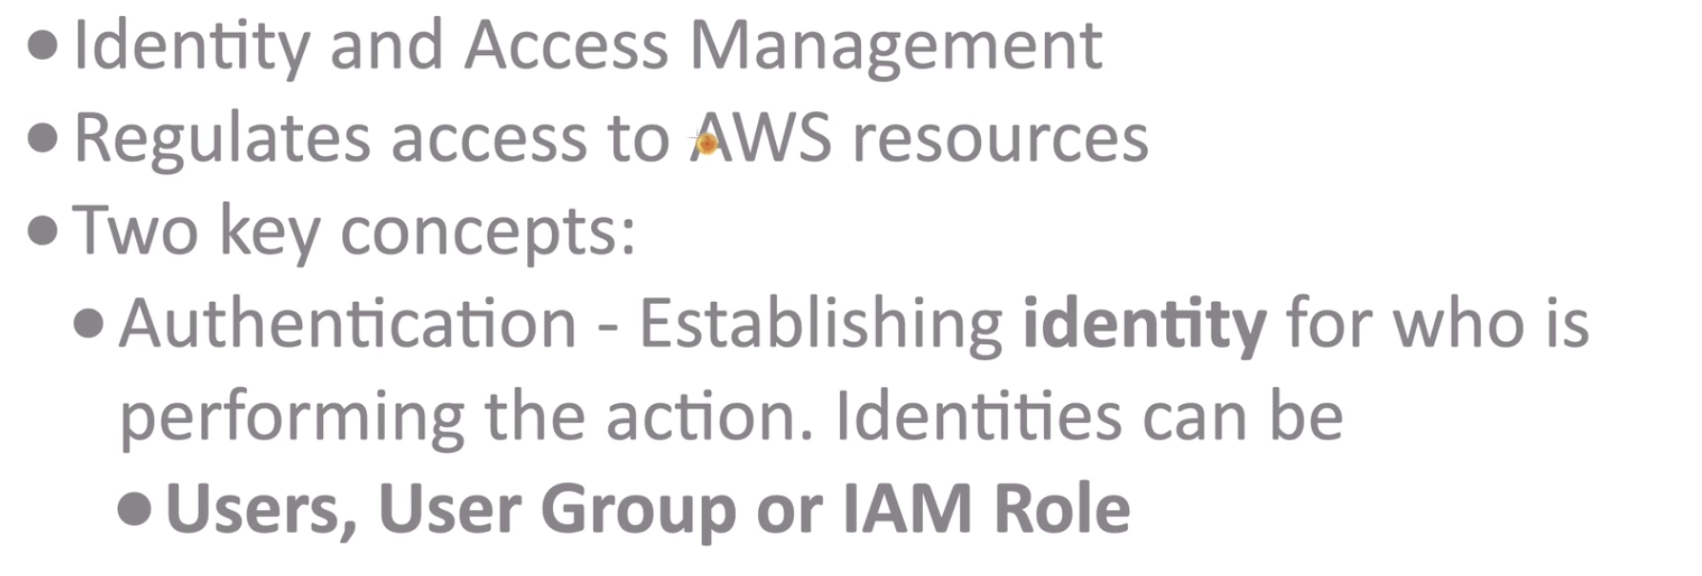 • Identity and Access Management
• Regulates access to AWS resources
• Two key concepts:
• Authentication - Establishing identity for who is
performing the action. Identities can be
• Users, User Group or IAM Role